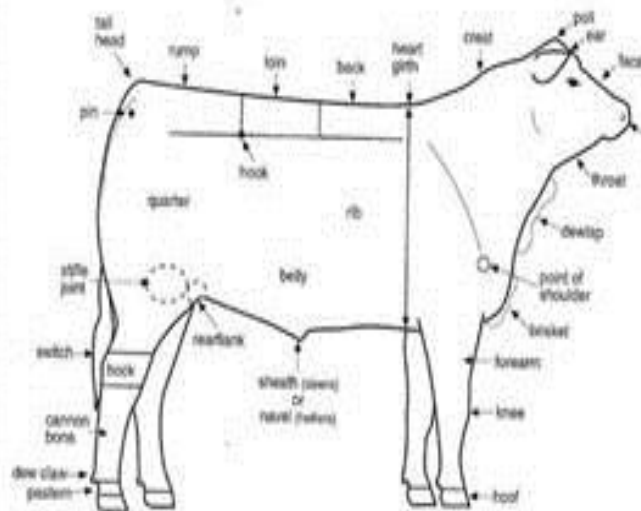 poll
ear
crest
tail
head
rump
loin
back
heart
girth
face
pin
hook
throat
quarter
rib
dewlap
stifle
joint
belly
point of
shoulder
brisket
switch
rearflank
hock
sheath (steers)
or
navel (heifers)
forearm
cannon
bone
knee
dew claw
pastern
hoof